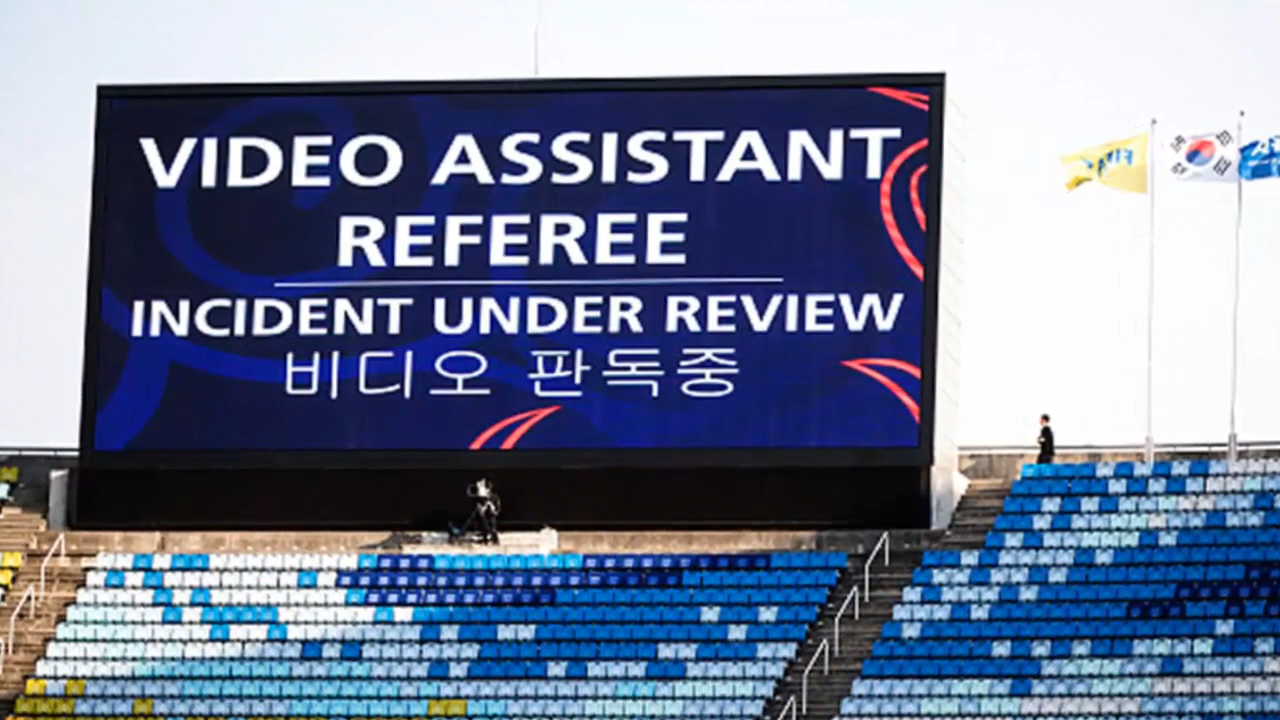 VIDEO ASSISTANT
REFEREE
INCIDENT UNDER REVIEW
비디오 판독중